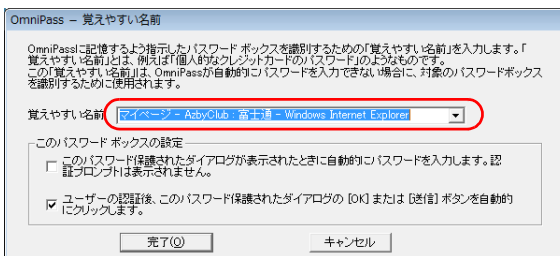 OmniPass – 覚えやすい名前
OmniPassに記憶するよう指示したパスワード ボックスを識別するための「覚えやすい名前」を入力します。「
覚えやすい名前」とは、例えば「個人的なクレジットカードのパスワード」のようなものです。
この「覚えやすい名前」は、OmniPassが自動的にパスワードを入力できない場合に、対象のパスワードボックス
を識別するために使用されます。
覚えやすい名前 マイページ - AzbyClub : 富士通 - Windows Internet Explorer
このパスワード ボックスの設定
このパスワード保護されたダイアログが表示されたときに自動的にパスワードを入力します。認
証プロンプトは表示されません。
ユーザーの認証後、このパスワード保護されたダイアログの [OK] または [送信] ボタンを自動的
にクリックします。
完了(O) キャンセル